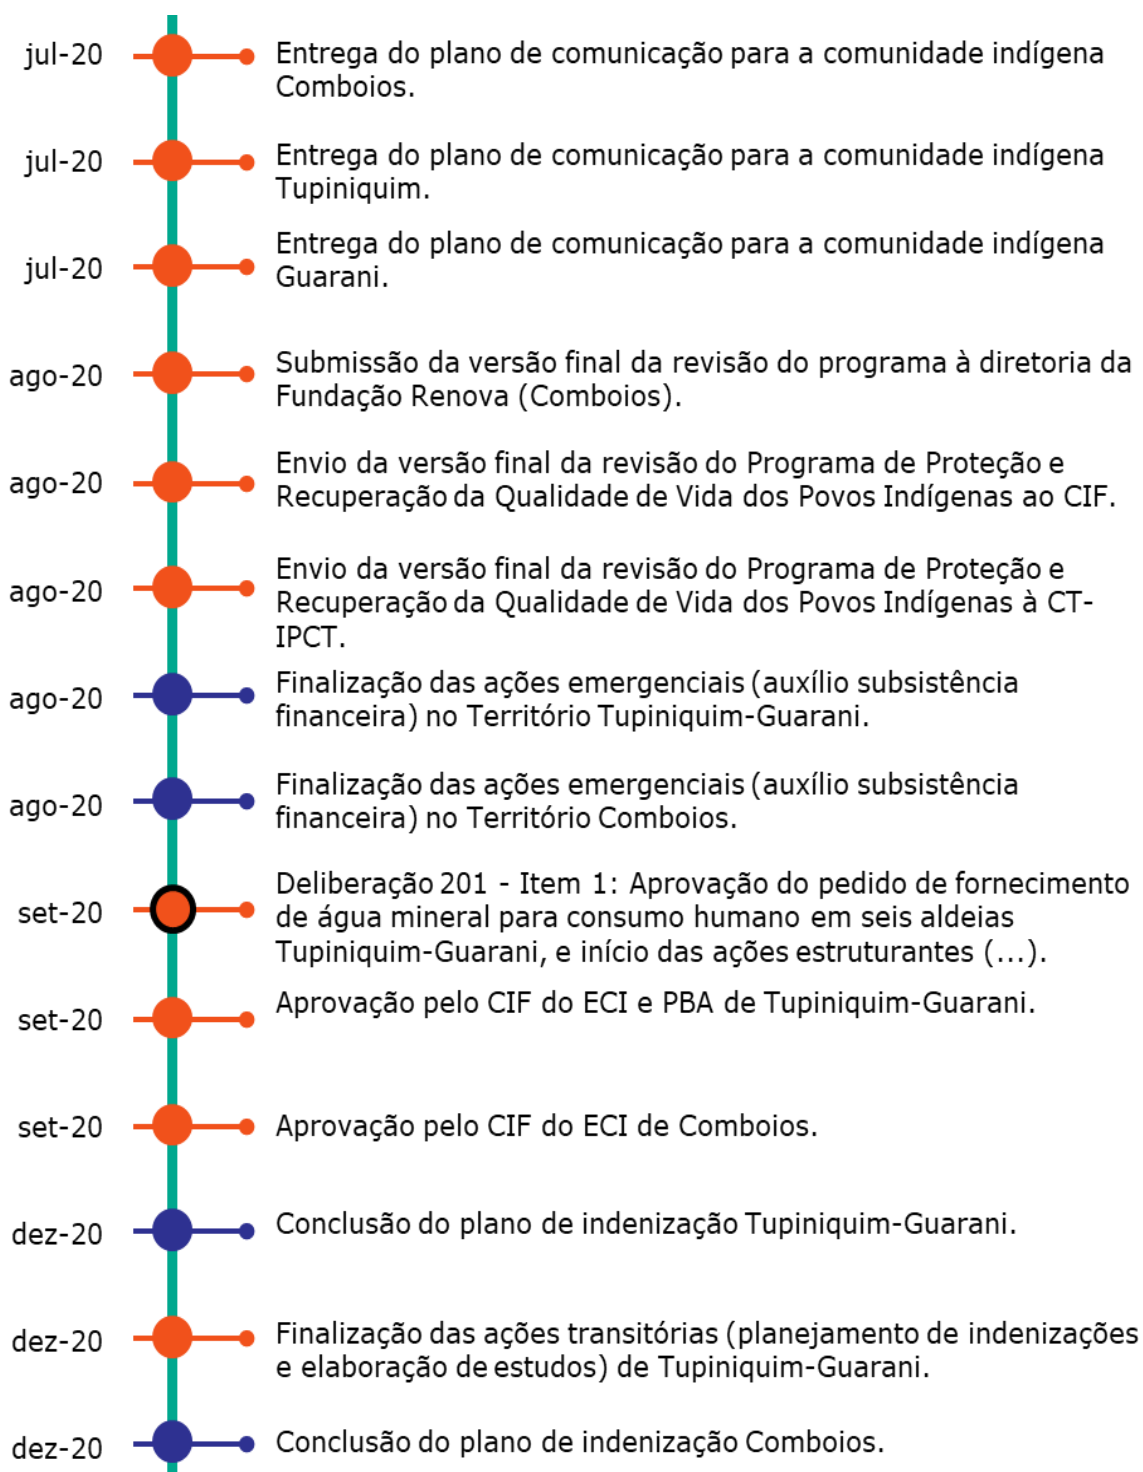 jul-20
Entrega do plano de comunicação para a comunidade indígena
Comboios.
jul-20
Entrega do plano de comunicação para a comunidade indígena
Tupiniquim.
jul-20
Entrega do plano de comunicação para a comunidade indígena
Guarani.
ago-20
Submissão da versão final da revisão do programa à diretoria da
Fundação Renova (Comboios).
ago-20
Envio da versão final da revisão do Programa de Proteção e
Recuperação da Qualidade de Vida dos Povos Indígenas ao CIF.
ago-20
Envio da versão final da revisão do Programa de Proteção e
Recuperação da Qualidade de Vida dos Povos Indígenas à CT-
IPCT.
ago-20
Finalização das ações emergenciais (auxílio subsistência
financeira) no Território Tupiniquim-Guarani.
ago-20
Finalização das ações emergenciais (auxílio subsistência
financeira) no Território Comboios.
set-20
Deliberação 201 - Item 1: Aprovação do pedido de fornecimento
de água mineral para consumo humano em seis aldeias
Tupiniquim-Guarani, e início das ações estruturantes (...).
set-20
Aprovação pelo CIF do ECI e PBA de Tupiniquim-Guarani.
set-20
Aprovação pelo CIF do ECI de Comboios.
dez-20
Conclusão do plano de indenização Tupiniquim-Guarani.
dez-20
Finalização das ações transitórias (planejamento de indenizações
e elaboração de estudos) de Tupiniquim-Guarani.
dez-20
Conclusão do plano de indenização Comboios.